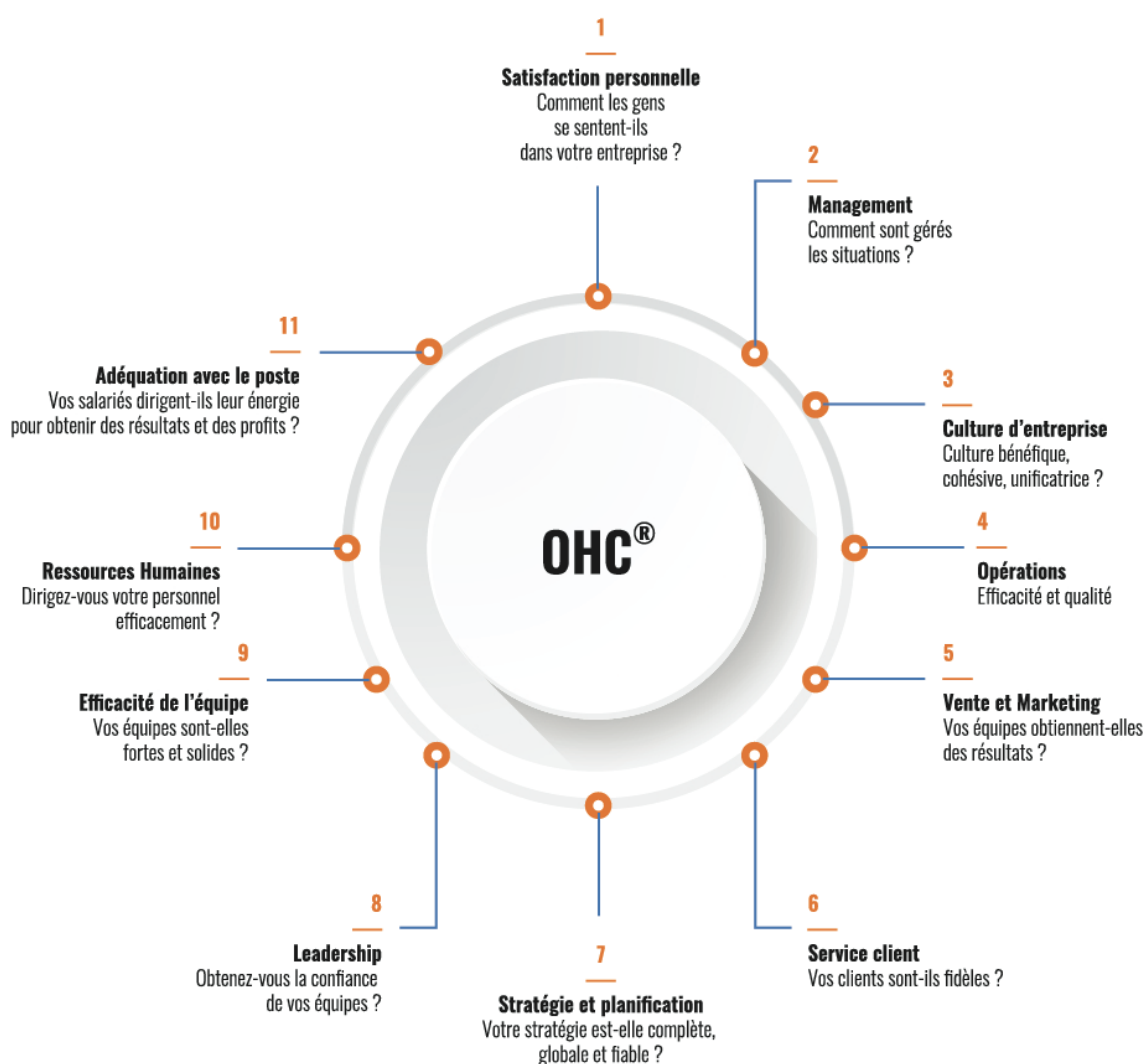 1
Satisfaction personnelle
Comment les gens
se sentent-ils
dans votre entreprise ?
2
Management
Comment sont gérés
les situations ?
3
Culture d'entreprise
Culture bénéfique,
cohésive, unificatrice ?
4
Opérations
Efficacité et qualité
5
Vente et Marketing
Vos équipes obtiennent-elles
des résultats ?
6
Service client
Vos clients sont-ils fidèles ?
7
Stratégie et planification
Votre stratégie est-elle complète,
globale et fiable ?
8
Leadership
Obtenez-vous la confiance
de vos équipes ?
9
Efficacité de l'équipe
Vos équipes sont-elles
fortes et solides ?
10
Ressources Humaines
Dirigez-vous votre personnel
efficacement ?
11
Adéquation avec le poste
Vos salariés dirigent-ils leur énergie
pour obtenir des résultats et des profits ?
OHC®